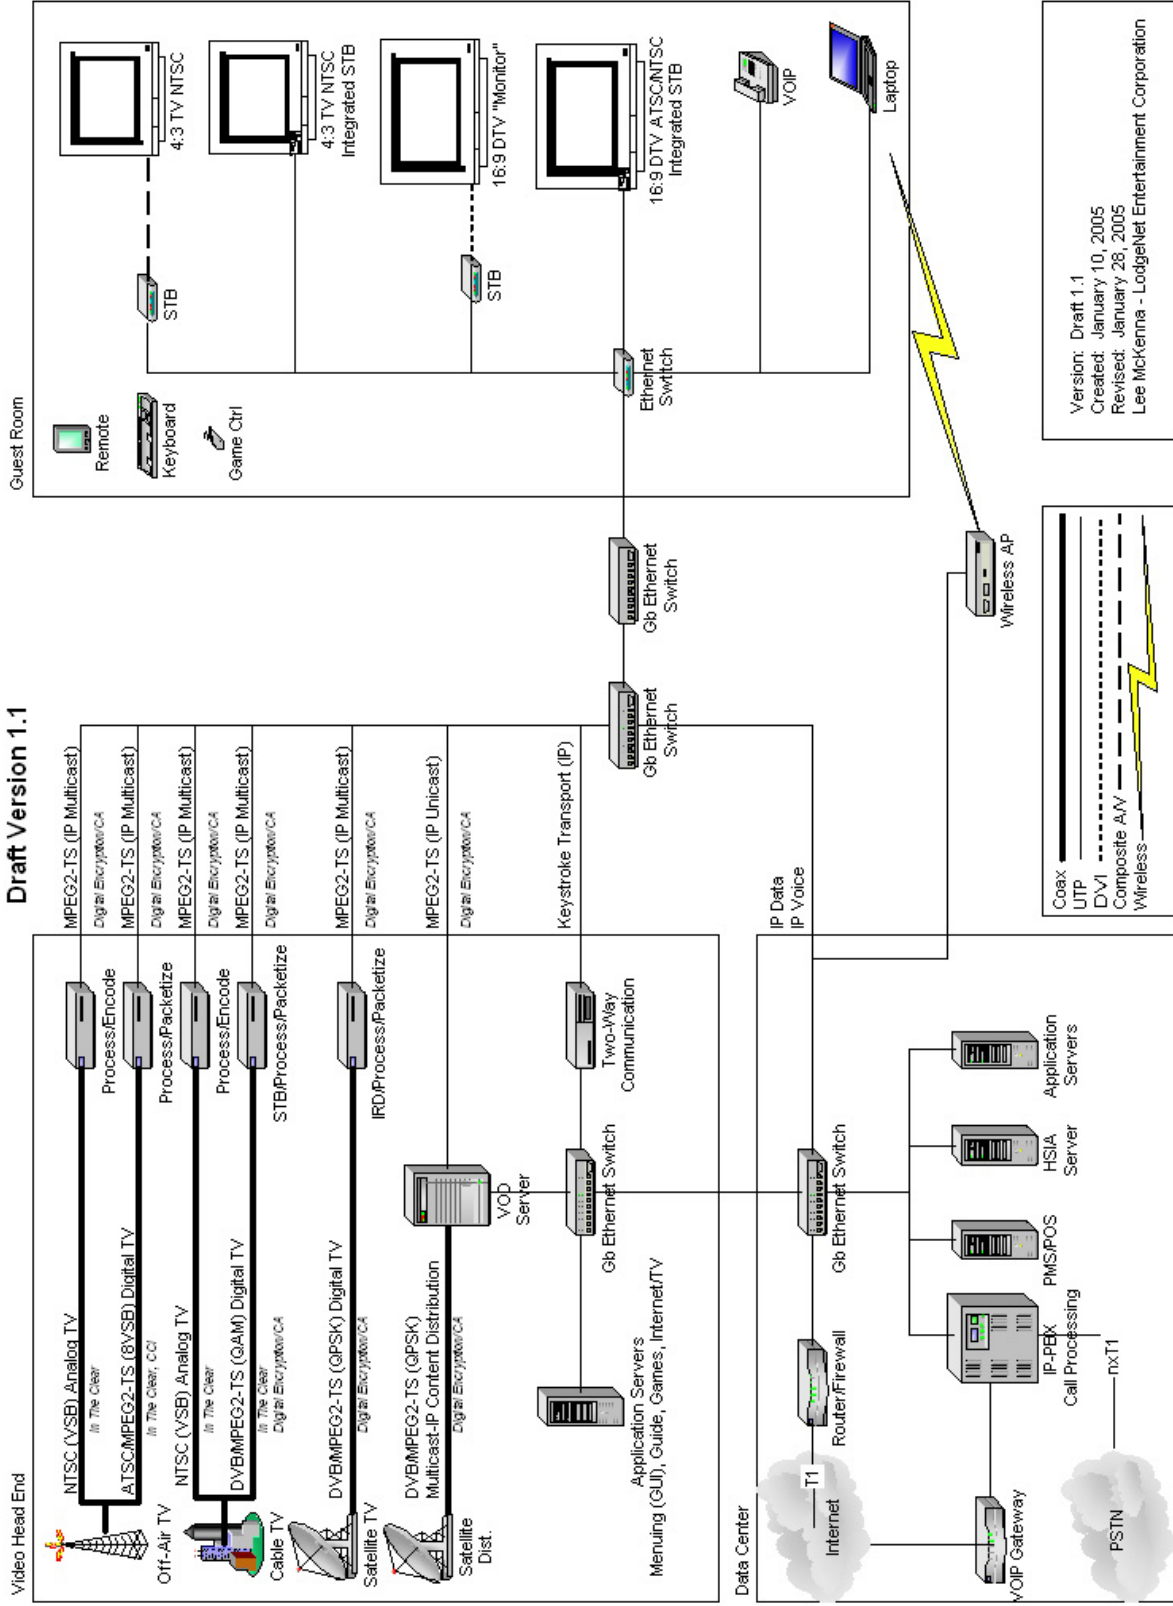 Draft Version 1.1
Video Head End
Off-Air TV
NTSC (VSB) Analog TV
In The Clear
ATSC/MPEG2-TS (8VSB) Digital TV
In The Clear, CCI
Process/Encode
Process/Packetize
MPEG2-TS (IP Multicast)
Digital Encryption/CA
MPEG2-TS (IP Multicast)
Digital Encryption/CA
Cable TV
NTSC (VSB) Analog TV
In The Clear
DVB/MPEG2-TS (QAM) Digital TV
In The Clear
Digital Encryption/CA
Process/Encode
STB/Process/Packetize
MPEG2-TS (IP Multicast)
Digital Encryption/CA
MPEG2-TS (IP Multicast)
Digital Encryption/CA
Satellite TV
DVB/MPEG2-TS (QPSK) Digital TV
Digital Encryption/CA
IRD/Process/Packetize
MPEG2-TS (IP Multicast)
Digital Encryption/CA
Satellite
Dist.
DVB/MPEG2-TS (QPSK)
Multicast-IP Content Distribution
Digital Encryption/CA
VOD
Server
MPEG2-TS (IP Unicast)
Digital Encryption/CA
Application Servers
Menuing (GUI), Guide, Games, Internet/TV
Gb Ethernet Switch
Two-Way
Communication
Keystroke Transport (IP)
Gb Ethernet
Switch
Gb Ethernet
Switch
Guest Room
Remote
Keyboard
Game Ctrl
STB
4:3 TV NTSC
4:3 TV NTSC
Integrated STB
STB
16:9 DTV "Monitor"
16:9 DTV ATSC/NTSC
Integrated STB
Ethernet
Swttch
VOIP
Laptop
Data Center
Internet
T1
Router/Firewall
Gb Ethernet Switch
IP Data
IP Voice
VOIP Gateway
IP-PBX
Call Processing
PMS/POS
HSIA
Server
Application
Servers
PSTN
nxT1
Wireless AP
Coax
UTP
DVI
Composite A/V
Wireless
Version: Draft 1.1
Created: January 10, 2005
Revised: January 28, 2005
Lee McKenna - LodgeNet Entertainment Corporation